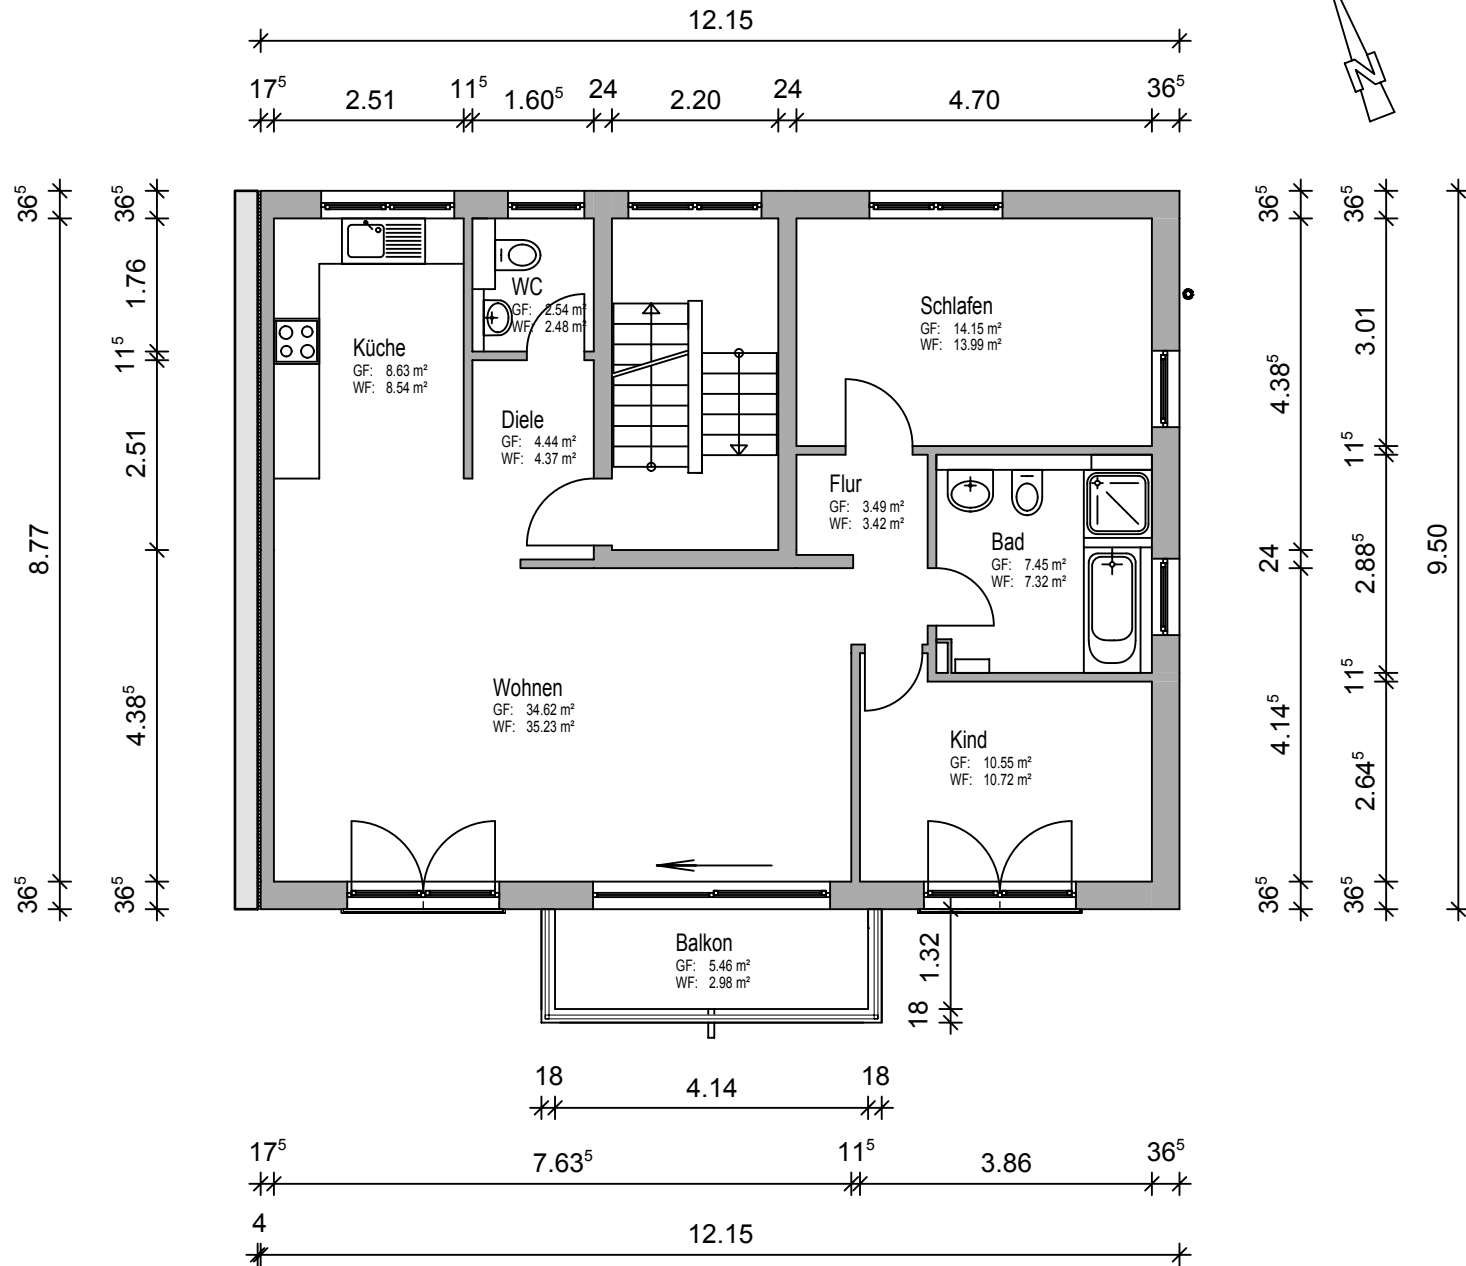 12.15
17⁵ 2.51 11⁵ 1.60⁵ 24 2.20 24 4.70 36⁵
N
36⁵ 8.77 36⁵
36⁵ 1.76 11⁵ 2.51 4.38⁵ 36⁵
Küche
GF: 8.63 m²
WF: 8.54 m²
WC
GF: 2.54 m²
WF: 2.48 m²
Diele
GF: 4.44 m²
WF: 4.37 m²
Schlafen
GF: 14.15 m²
WF: 13.99 m²
Flur
GF: 3.49 m²
WF: 3.42 m²
Bad
GF: 7.45 m²
WF: 7.32 m²
Wohnen
GF: 34.62 m²
WF: 35.23 m²
Kind
GF: 10.55 m²
WF: 10.72 m²
Balkon
GF: 5.46 m²
WF: 2.98 m²
36⁵ 4.38⁵ 24 4.14⁵ 36⁵
36⁵ 3.01 11⁵ 2.88⁵ 11⁵ 2.64⁵ 36⁵
9.50
1.32
18
18 4.14 18
17⁵ 7.63⁵ 11⁵ 3.86 36⁵
4 12.15